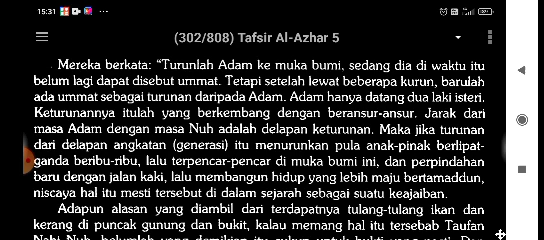 15:31
(302/808) Tafsir Al-Azhar 5
Mereka berkata: "Turunlah Adam ke muka bumi, sedang dia di waktu itu
belum lagi dapat disebut ummat. Tetapi setelah lewat beberapa kurun, barulah
ada ummat sebagai turunan daripada Adam. Adam hanya datang dua laki isteri.
Keturunannya itulah yang berkembang dengan beransur-ansur. Jarak dari
masa Adam dengan masa Nuh adalah delapan keturunan. Maka jika turunan
dari delapan angkatan (generasi) itu menurunkan pula anak-pinak berlipat-
ganda beribu-ribu, lalu terpencar-pencar di muka bumi ini, dan perpindahan
baru dengan jalan kaki, lalu membangun hidup yang lebih maju bertamaddun,
niscaya hal itu mesti tersebut di dalam sejarah sebagai suatu keajaiban.
Adapun alasan yang diambil dari terdapatnya tulang-tulang ikan dan
kerang di puncak gunung dan bukit, kalau memang hal itu tersebab Taufan